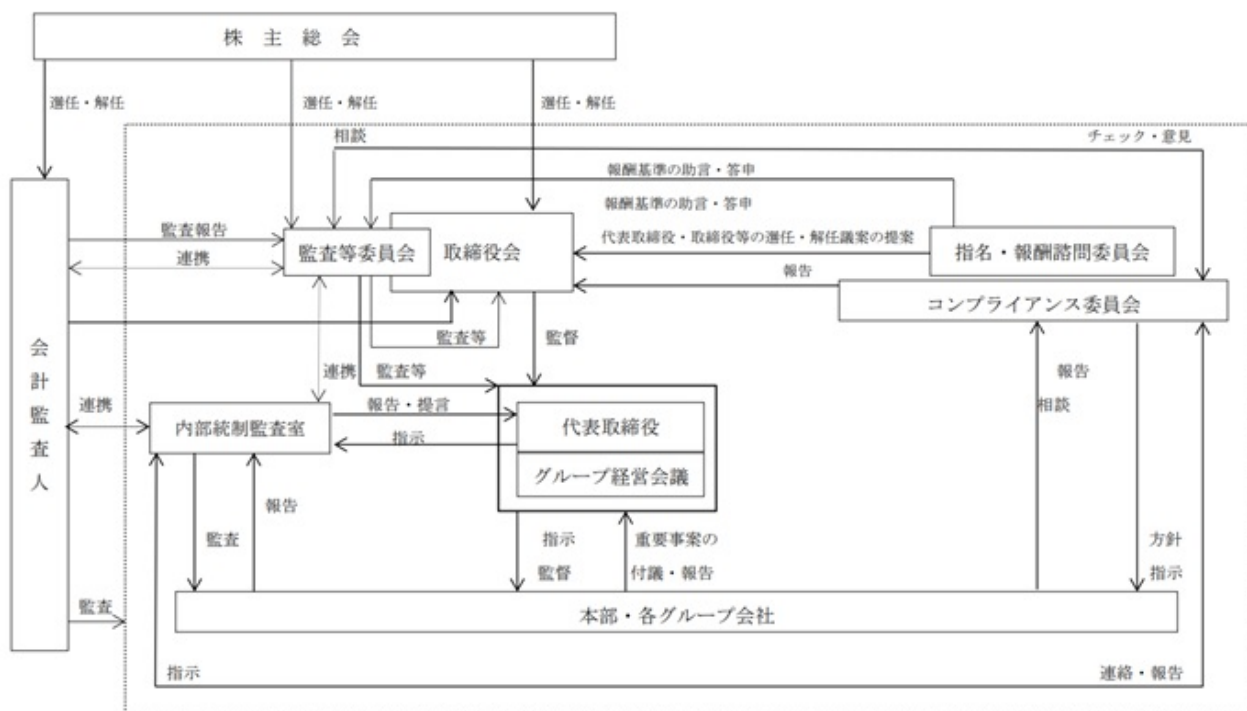 株 主 総 会
選任・解任
選任・解任
選任・解任
相談
チェック・意見
報酬基準の助言・答申
報酬基準の助言・答申
監査報告
監査等委員会
取締役会
代表取締役・取締役等の選任・解任議案の提案
指名・報酬諮問委員会
連携
報告
コンプライアンス委員会
会計監査人
監査等
監督
連携
監査等
報告
連携
相談
内部統制監査室
報告・提言
代表取締役
指示
グループ経営会議
報告
監査
指示
監督
重要事案の
付議・報告
方針
指示
監査
本部・各グループ会社
指示
連絡・報告